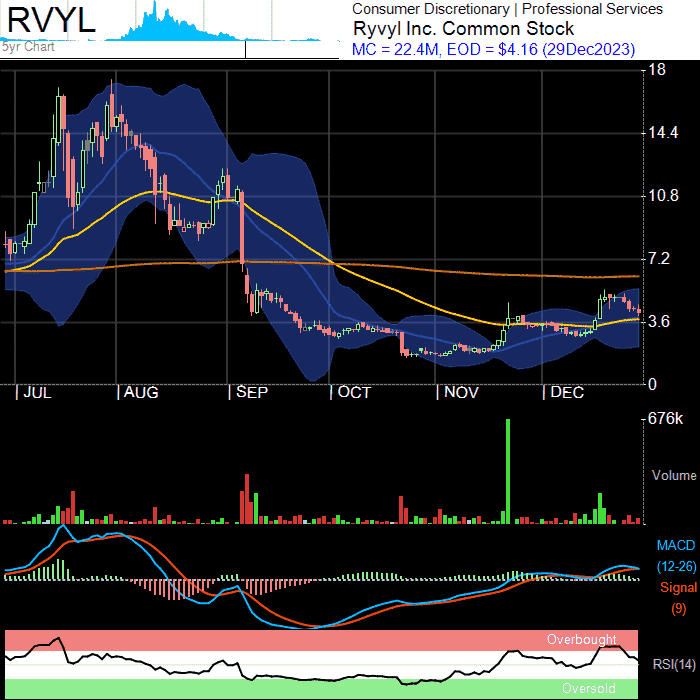 RVYL
5yr Chart
Consumer Discretionary | Professional Services
Ryvyl Inc. Common Stock
MC = 22.4M, EOD = $4.16 (29Dec2023)
18
14.4
10.8
7.2
3.6
0
JUL AUG SEP OCT NOV DEC
676k
Volume
MACD
(12-26)
Signal
(9)
Overbought
RSI(14)
Oversold